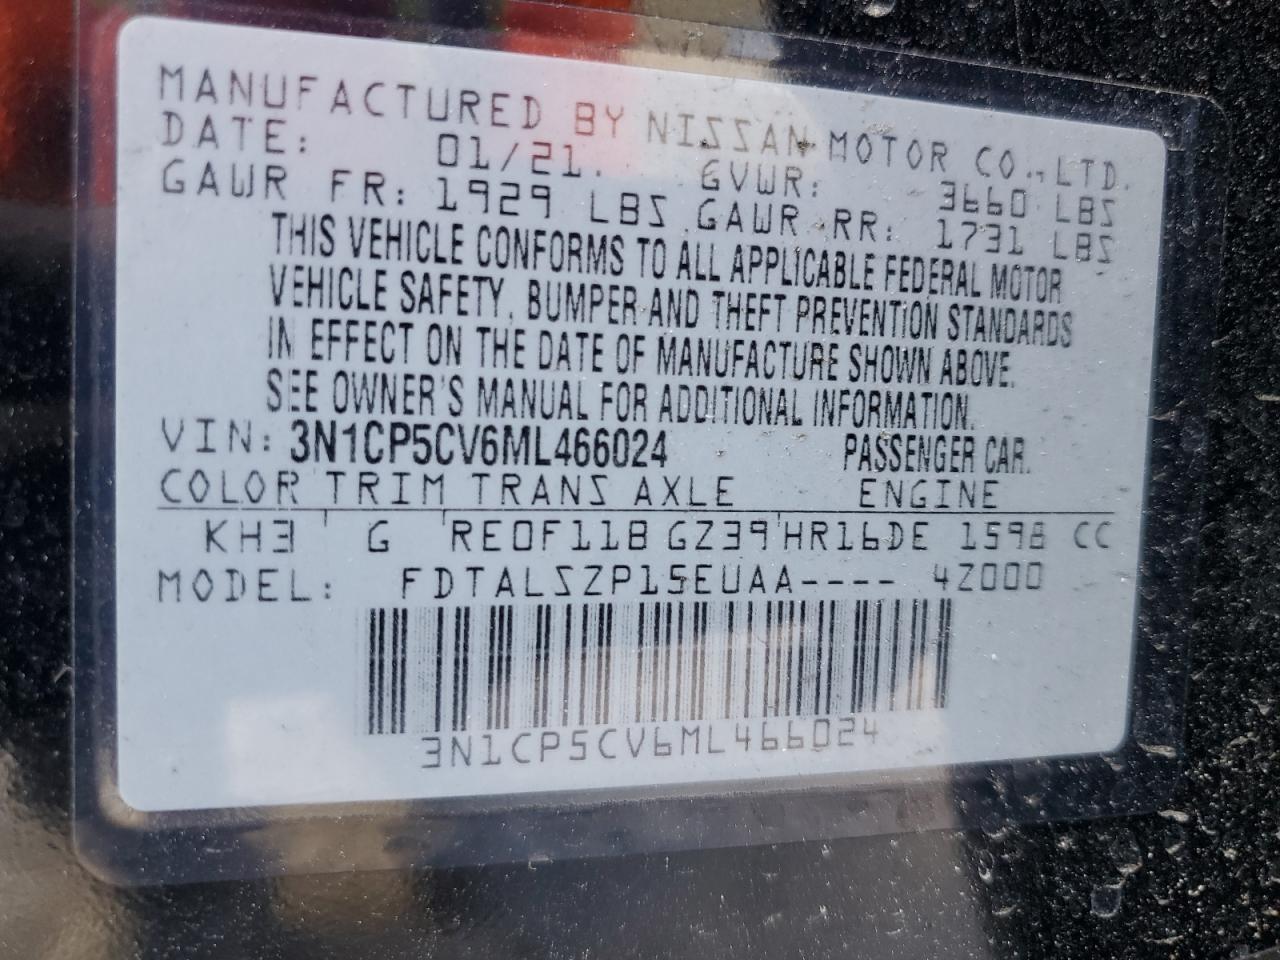 MANUFACTURED BY NISSAN MOTOR CO., LTD.
DATE: 01/21. GVWR: 3660 LBS
GAWR FR: 1929 LBS GAWR RR: 1731 LBS
THIS VEHICLE CONFORMS TO ALL APPLICABLE FEDERAL MOTOR
VEHICLE SAFETY, BUMPER AND THEFT PREVENTION STANDARDS
IN EFFECT ON THE DATE OF MANUFACTURE SHOWN ABOVE.
SEE OWNER'S MANUAL FOR ADDITIONAL INFORMATION.
VIN: 3N1CP5CV6ML466024 PASSENGER CAR.
COLOR TRIM TRANS AXLE ENGINE
KH3 G RE0F11B GZ39 HR16DE 1598 CC
MODEL: FDTALSZP15EUAA---- 4Z000
3N1CP5CV6ML466024